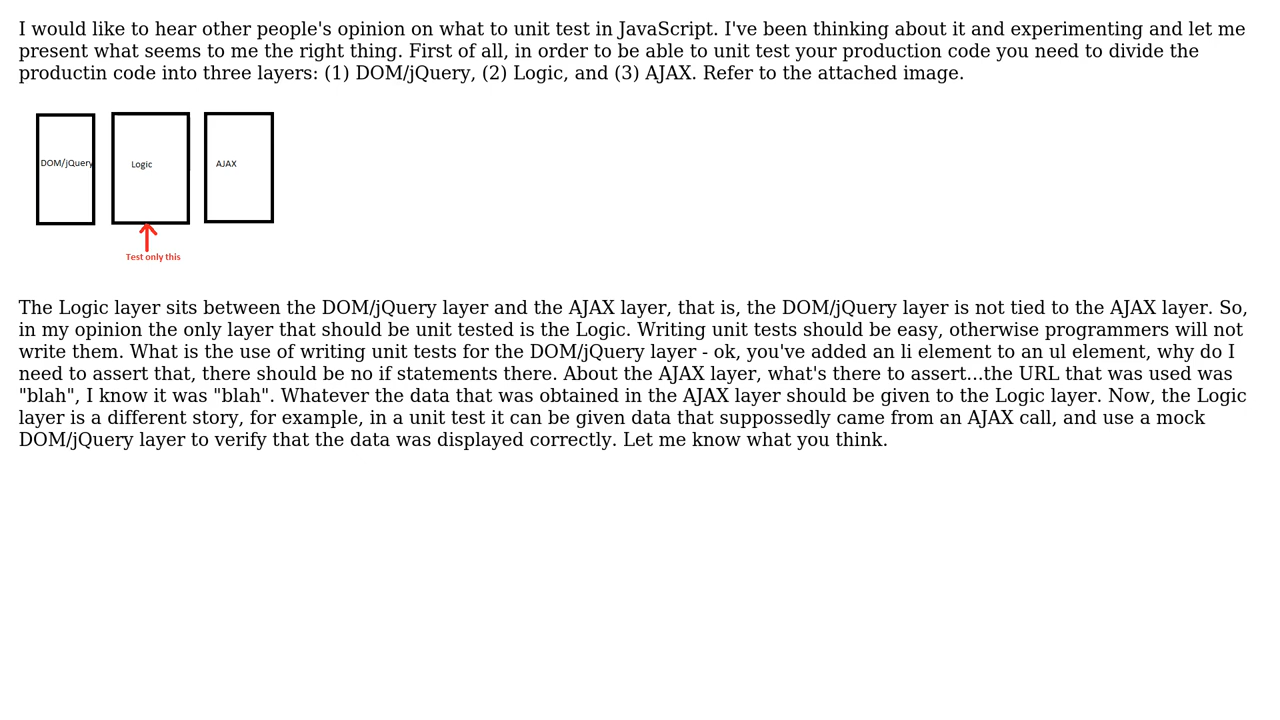 I would like to hear other people's opinion on what to unit test in JavaScript. I've been thinking about it and experimenting and let me
present what seems to me the right thing. First of all, in order to be able to unit test your production code you need to divide the
productin code into three layers: (1) DOM/jQuery, (2) Logic, and (3) AJAX. Refer to the attached image.
DOM/jQuery
Logic
AJAX
Test only this
The Logic layer sits between the DOM/jQuery layer and the AJAX layer, that is, the DOM/jQuery layer is not tied to the AJAX layer. So,
in my opinion the only layer that should be unit tested is the Logic. Writing unit tests should be easy, otherwise programmers will not
write them. What is the use of writing unit tests for the DOM/jQuery layer - ok, you've added an li element to an ul element, why do I
need to assert that, there should be no if statements there. About the AJAX layer, what's there to assert...the URL that was used was
"blah", I know it was "blah". Whatever the data that was obtained in the AJAX layer should be given to the Logic layer. Now, the Logic
layer is a different story, for example, in a unit test it can be given data that suppossedly came from an AJAX call, and use a mock
DOM/jQuery layer to verify that the data was displayed correctly. Let me know what you think.